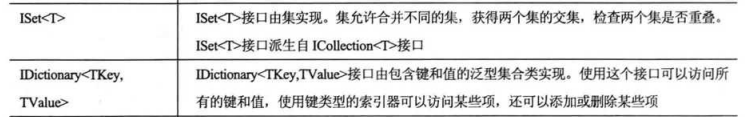 ISet<T>
ISet<T>接口由集实现。集允许合并不同的集，获得两个集的交集，检查两个集是否重叠。
ISet<T>接口派生自 ICollection<T>接口
IDictionary<TKey,
TValue>
IDictionary<TKey,TValue>接口由包含键和值的泛型集合类实现。使用这个接口可以访问所
有的键和值，使用键类型的索引器可以访问某些项，还可以添加或删除某些项